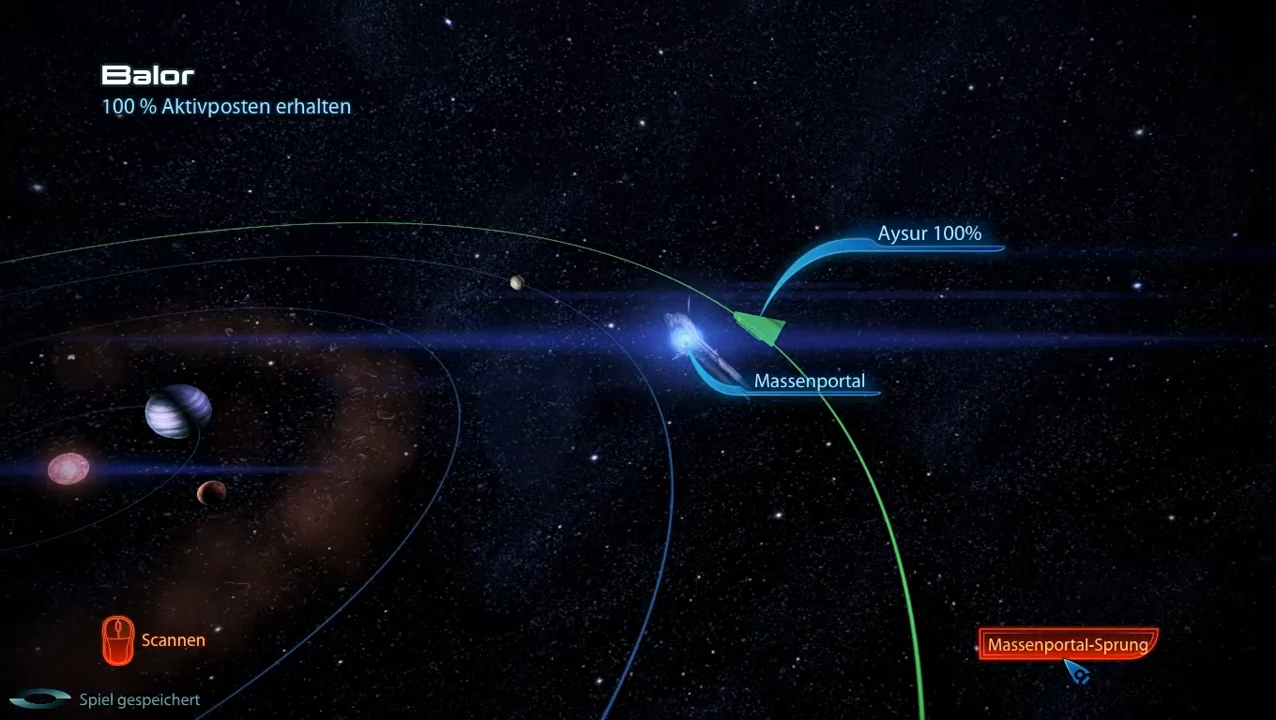 Balor
100 % Aktivposten erhalten
Aysur 100%
Massenportal
Scannen
Massenportal-Sprung
Spiel gespeichert